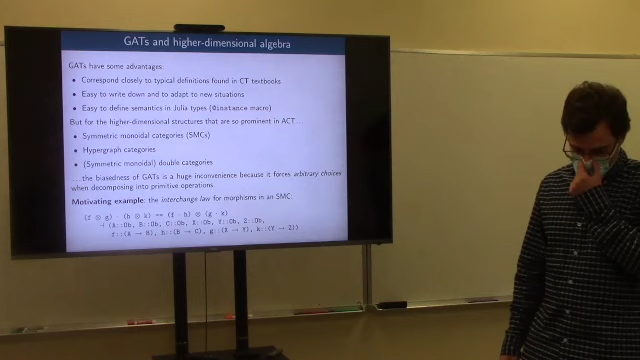 GATs and higher-dimensional algebra
GATs have some advantages:
• Correspond closely to typical definitions found in CT textbooks
• Easy to write down and to adapt to new situations
• Easy to define semantics in Julia types (@instance macro)
But for the higher-dimensional structures that are so prominent in ACT ...
• Symmetric monoidal categories (SMCs)
• Hypergraph categories
• (Symmetric monoidal) double categories
... the biasedness of GATs is a huge inconvenience because it forces arbitrary choices
when decomposing into primitive operations.
Motivating example: the interchange law for morphisms in an SMC:
(f ⊗ g) · (h ⊗ k) == (f · h) ⊗ (g · k)
⊣ (A::Ob, B::Ob, C::Ob, X::Ob, Y::Ob, Z::Ob,
f::(A → B), h::(B → C), g::(X → Y), k::(Y → Z))